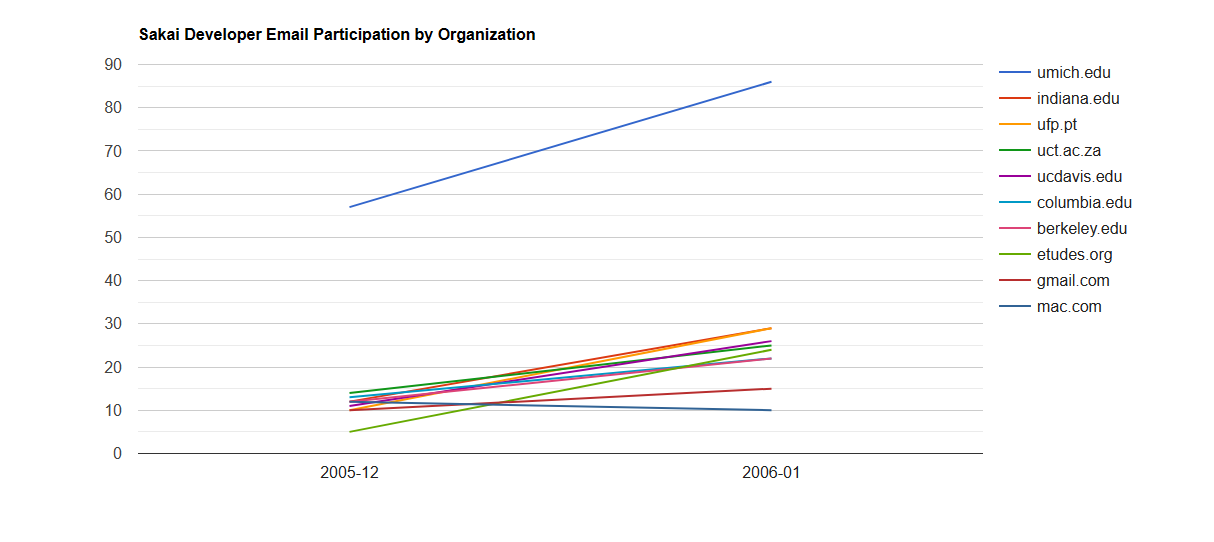 Sakai Developer Email Participation by Organization
90
80
70
60
50
40
30
20
10
0
2005-12
2006-01
umich.edu
indiana.edu
ufp.pt
uct.ac.za
ucdavis.edu
columbia.edu
berkeley.edu
etudes.org
gmail.com
mac.com